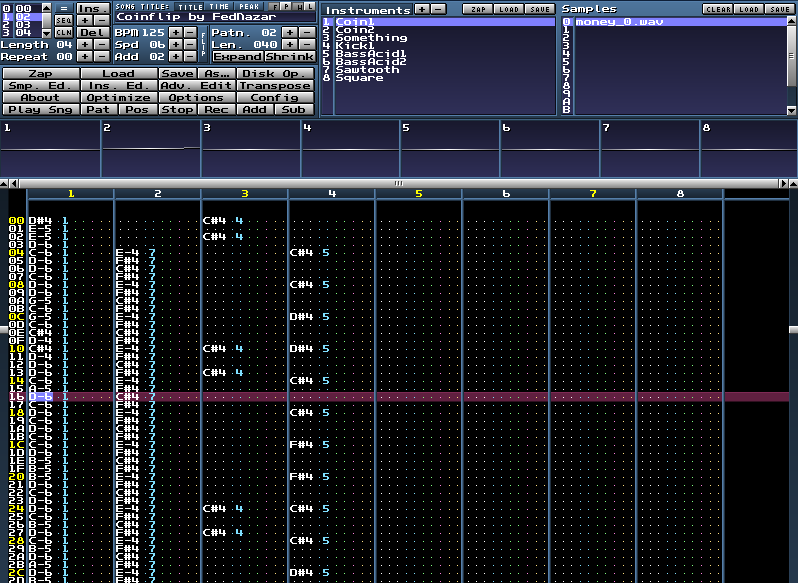 0 00 = Ins. SONG TITLE: TITLE TIME PEAK F P W L
1 02 SEQ + - Coinflip by Fedhazar
2 03 + - BPM 125 + - FLIP Patn. 02 + -
3 04 CLN Del Spd 06 + - Len. 040 + -
Length 04 + - Add 02 + - Expand Shrink
Repeat 00 + -
Zap Load Save As... Disk Op.
Smp. Ed. Ins. Ed. Adv. Edit Transpose
About Optimize Options Config
Play Sng Pat Pos Stop Rec Add Sub
Instruments + - ZAP LOAD SAVE
1 Coin1
2 Coin2
3 Something
4 Kick1
5 BassAcid1
6 BassAcid2
7 Sawtooth
8 Square
Samples CLEAR LOAD SAVE
0 money_0.wav
1
2
3
4
5
6
7
8
9
A
B
1 2 3 4 5 6 7 8
1 2 3 4 5 6 7 8
00 D#4 1 C#4 4
01 E-5 1
02 E-5 1 C#4 4
03 D-6 1
04 C-6 1 E-4 7 C#4 5
05 D-6 1 F#4 7
06 D-6 1 C#4 7
07 C-6 1 F#4 7
08 D-6 1 E-4 7 C#4 5
09 D-6 1 F#4 7
0A G-5 1 C#4 7
0B C-6 1 F#4 7
0C G-5 1 E-4 7 D#4 5
0D C-6 1 F#4 7
0E C#4 1 C#4 7
0F D-4 1 F#4 7
10 C#4 1 E-4 7 C#4 4 D#4 5
11 D-4 1 F#4 7
12 C-6 1 C#4 7
13 D-6 1 F#4 7 C#4 4
14 C-6 1 E-4 7 C#4 5
15 A-5 1 F#4 7
16 D-6 1 C#4 7
17 C-6 1 F#4 7
18 D-6 1 E-4 7 C#4 5
19 C-6 1 F#4 7
1A D-6 1 C#4 7
1B C-6 1 F#4 7
1C C-6 1 E-4 7 F#4 5
1D D-6 1 F#4 7
1E B-5 1 C#4 7
1F B-5 1 F#4 7
20 B-5 1 E-4 7 F#4 5
21 D-6 1 F#4 7
22 C-6 1 C#4 7
23 D-6 1 F#4 7
24 D-6 1 E-4 7 C#4 4 C#4 5
25 C-6 1 F#4 7
26 B-5 1 C#4 7
27 D-6 1 F#4 7 C#4 4
28 C-6 1 E-4 7 C#4 5
29 B-5 1 F#4 7
2A D-6 1 C#4 7
2B A-5 1 F#4 7
2C D-6 1 E-4 7 D#4 5
2D D-6 1 F#4 7